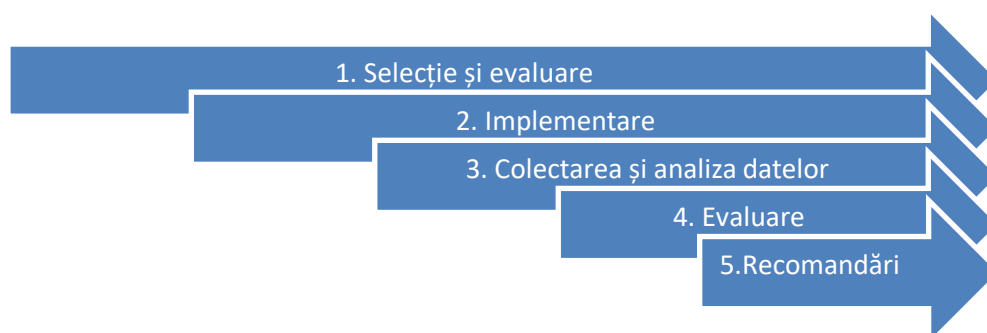 1. Selecție și evaluare
2. Implementare
3. Colectarea și analiza datelor
4. Evaluare
5.Recomandări